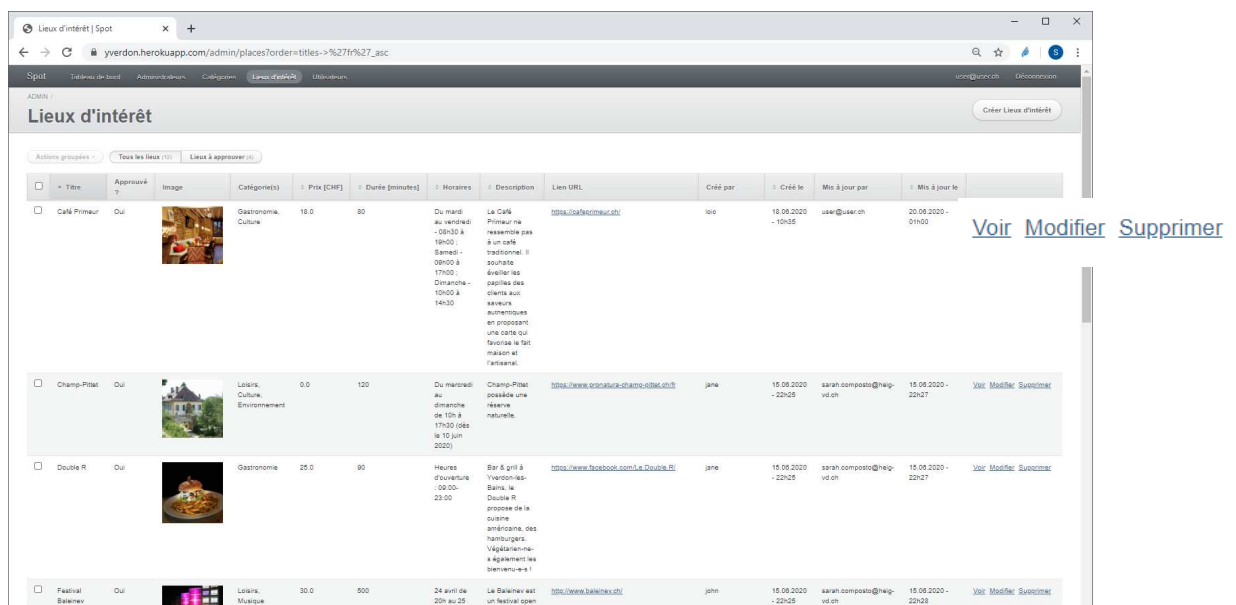 Lieux d'intérêt | Spot
yverdon.herokuapp.com/admin/places?order=titles->%27fr%27_asc
S
Spot Tableau de bord Administrateurs Catégories Lieux d'intérêt Utilisateurs user@user.ch Déconnexion
ADMIN /
Lieux d'intérêt
Créer Lieux d'intérêt
Actions groupées Tous les lieux (12) Lieux à approuver (4)
Titre Approuvé ? Image Catégorie(s) Prix [CHF] Durée [minutes] Horaires Description Lien URL Créé par Créé le Mis à jour par Mis à jour le
Café Primeur Oui Gastronomie, 18.0 80 Du mardi Le Café https://cafeprimeur.ch/ loic 18.06.2020 user@user.ch 20.06.2020 -
Culture au vendredi Primeur ne - 10h35 01h00
- 08h30 à ressemble pas
19h00 ; à un café
Samedi - traditionnel. Il
09h00 à souhaite
17h00 ; éveiller les
Dimanche - papilles des
10h00 à clients aux
14h30 saveurs
authentiques
en proposant
une carte qui
favorise le fait
maison et
l'artisanal.
Voir Modifier Supprimer
Champ-Pittet Oui Loisirs, 0.0 120 Du mercredi Champ-Pittet https://www.pronatura-champ-pittet.ch/fr jane 15.06.2020 sarah.composto@heig- 15.06.2020 - Voir Modifier Supprimer
Culture, au possède une - 22h25 vd.ch 22h27
Environnement dimanche réserve
de 10h à naturelle.
17h30 (dès
le 10 juin
2020)
Double R Oui Gastronomie 25.0 90 Heures Bar & grill à https://www.facebook.com/Le Double R/ jane 15.06.2020 sarah.composto@heig- 15.06.2020 - Voir Modifier Supprimer
d'ouverture Yverdon-les- - 22h25 vd.ch 22h27
: 09:00- Bains, le
23:00 Double R
propose de la
cuisine
américaine, des
hamburgers.
Végétarien-ne-
s également les
bienvenu-e-s !
Festival Oui Loisirs, 30.0 500 24 avril de Le Baleinev est http://www.baleinev.ch/ john 15.06.2020 sarah.composto@heig- 15.06.2020 - Voir Modifier Supprimer
Baleinev Musique 20h au 25 un festival open - 22h25 vd.ch 22h28